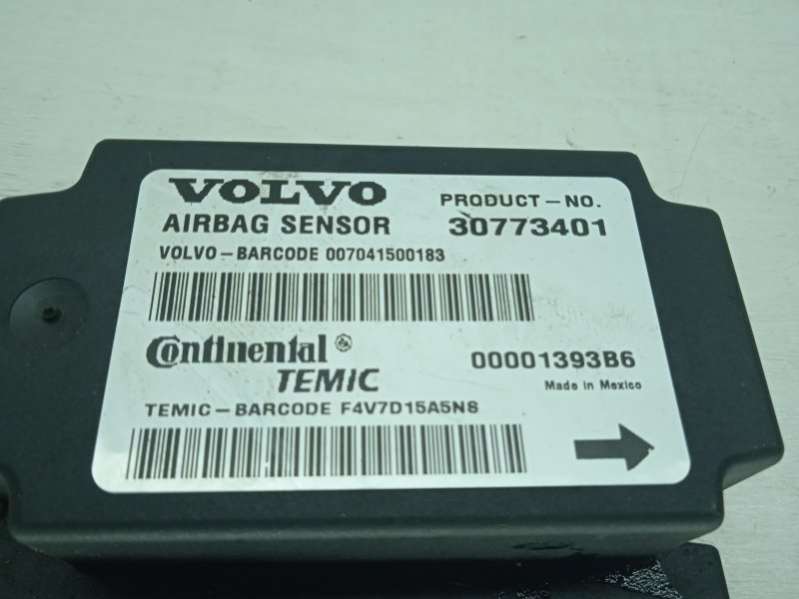 VOLVO
PRODUCT-NO.
AIRBAG SENSOR
30773401
VOLVO-BARCODE 007041500183
Continental
TEMIC
00001393B6
Made in Mexico
TEMIC-BARCODE F4V7D15A5N8